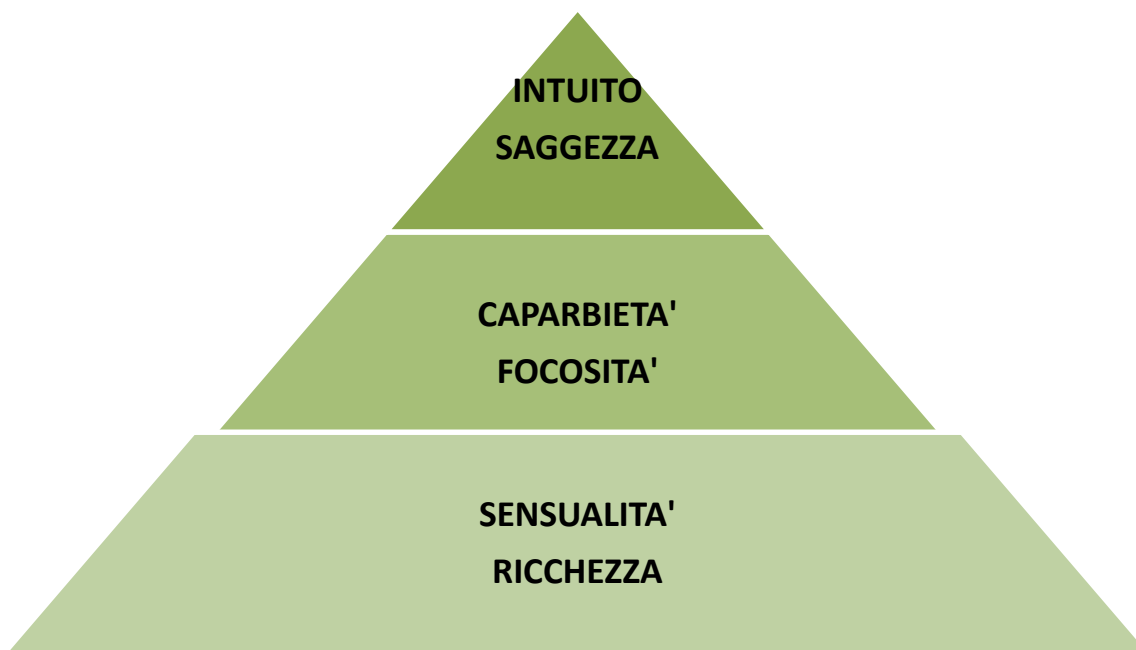 INTUITO
SAGGEZZA
CAPARBIETA'
FOCOSITA'
SENSUALITA'
RICCHEZZA